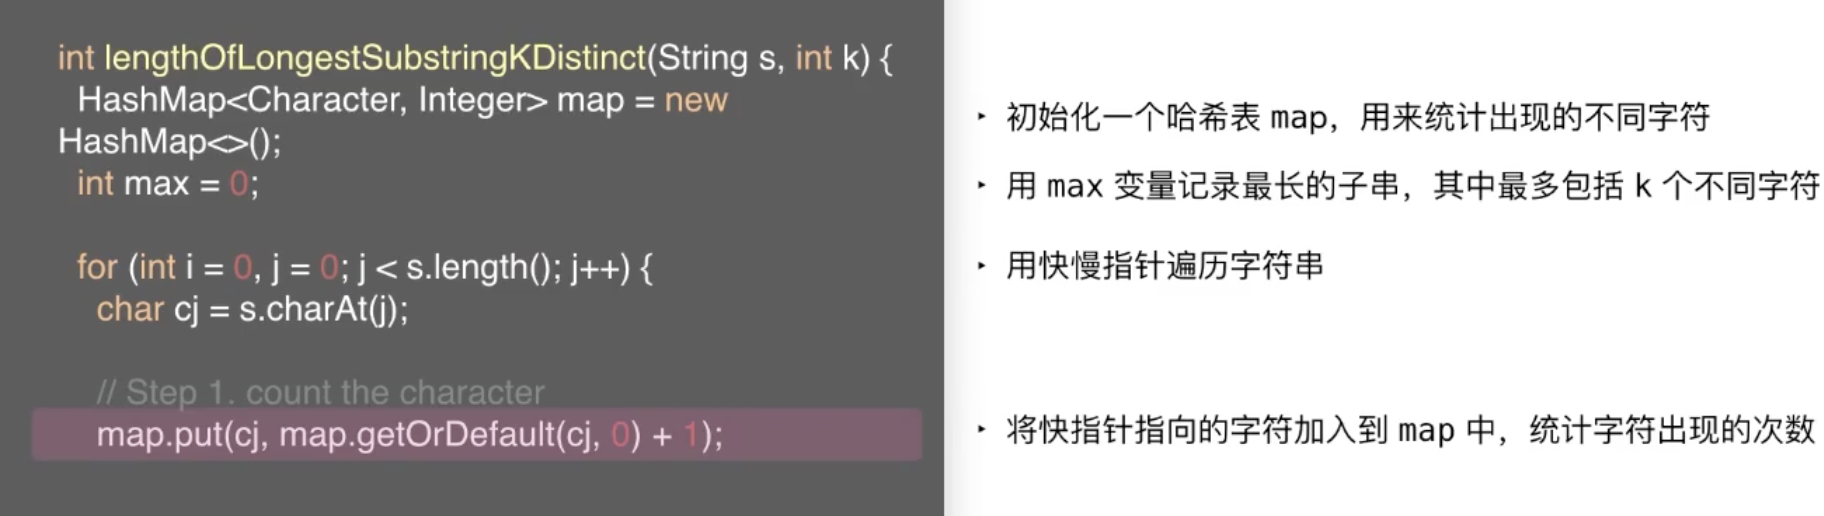 int lengthOfLongestSubstringKDistinct(String s, int k) {
HashMap<Character, Integer> map = new
HashMap<>();
int max = 0;
for (int i = 0, j = 0; j < s.length(); j++) {
char cj = s.charAt(j);
// Step 1. count the character
map.put(cj, map.getOrDefault(cj, 0) + 1);
‣ 初始化一个哈希表 map，用来统计出现的不同字符
‣ 用 max 变量记录最长的子串，其中最多包括 k 个不同字符
‣ 用快慢指针遍历字符串
‣ 将快指针指向的字符加入到 map 中，统计字符出现的次数